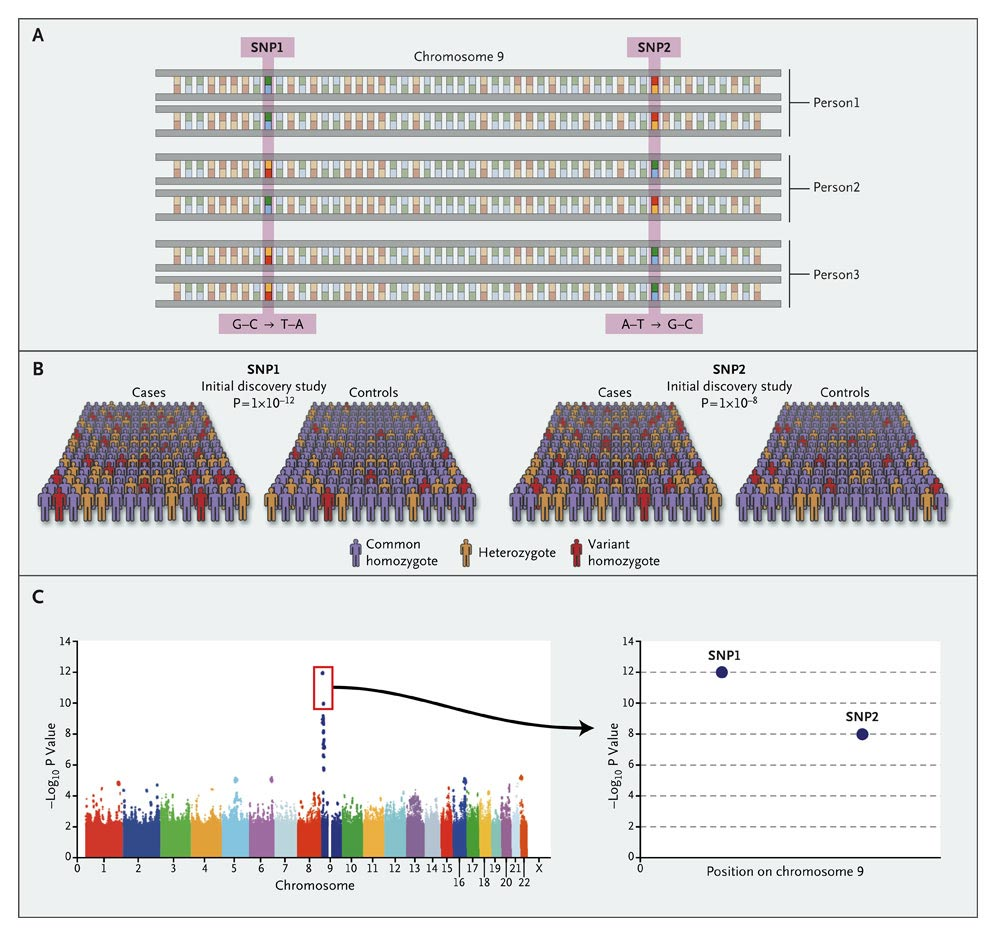 A
SNP1
SNP2
Chromosome 9
Person1
Person2
Person3
G–C → T–A
A–T → G–C
B
SNP1
Initial discovery study
P=1×10–12
Cases
Controls
SNP2
Initial discovery study
P=1×10–8
Cases
Controls
Common
homozygote
Heterozygote
Variant
homozygote
C
14
12
10
8
6
4
2
0
–Log10 P Value
0 1 2 3 4 5 6 7 8 9 10 11 12 13 14 15 16 17 18 19 20 21 22 X
Chromosome
14
12
10
8
6
4
2
0
–Log10 P Value
SNP1
SNP2
0
Position on chromosome 9